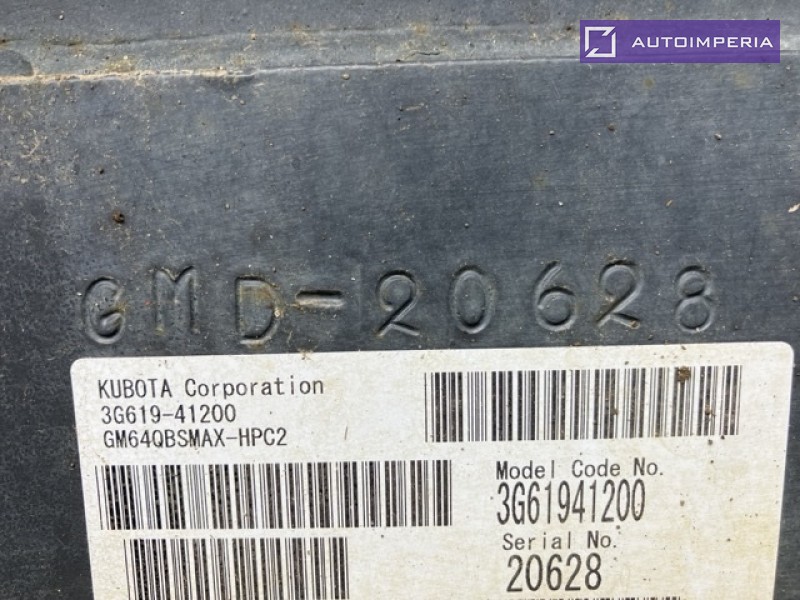 AUTOIMPERIA
GMD-20628
KUBOTA Corporation
3G619-41200
GM64QBSMAX-HPC2
Model Code No.
3G61941200
Serial No.
20628